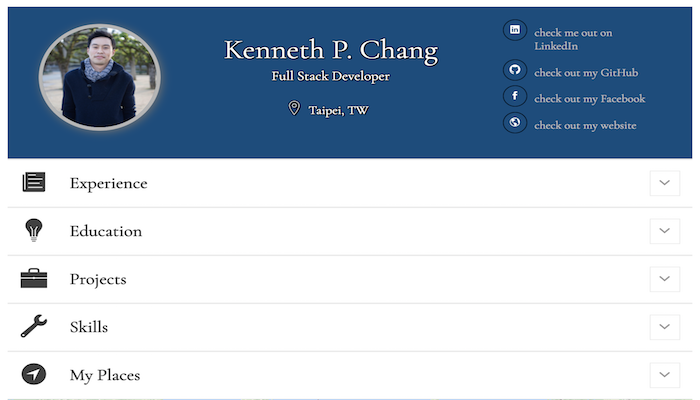 Kenneth P. Chang
Full Stack Developer
Taipei, TW
in
check me out on
LinkedIn
check out my GitHub
f
check out my Facebook
check out my website
Experience
Education
Projects
Skills
My Places